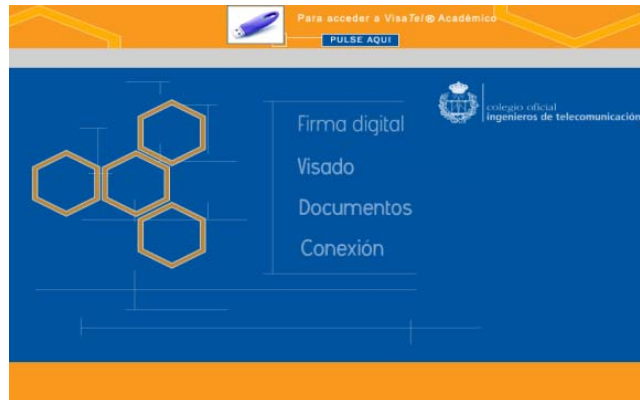 Para acceder a VisaTel® Académico
PULSE AQUI
colegio oficial
ingenieros de telecomunicación
Firma digital
Visado
Documentos
Conexión